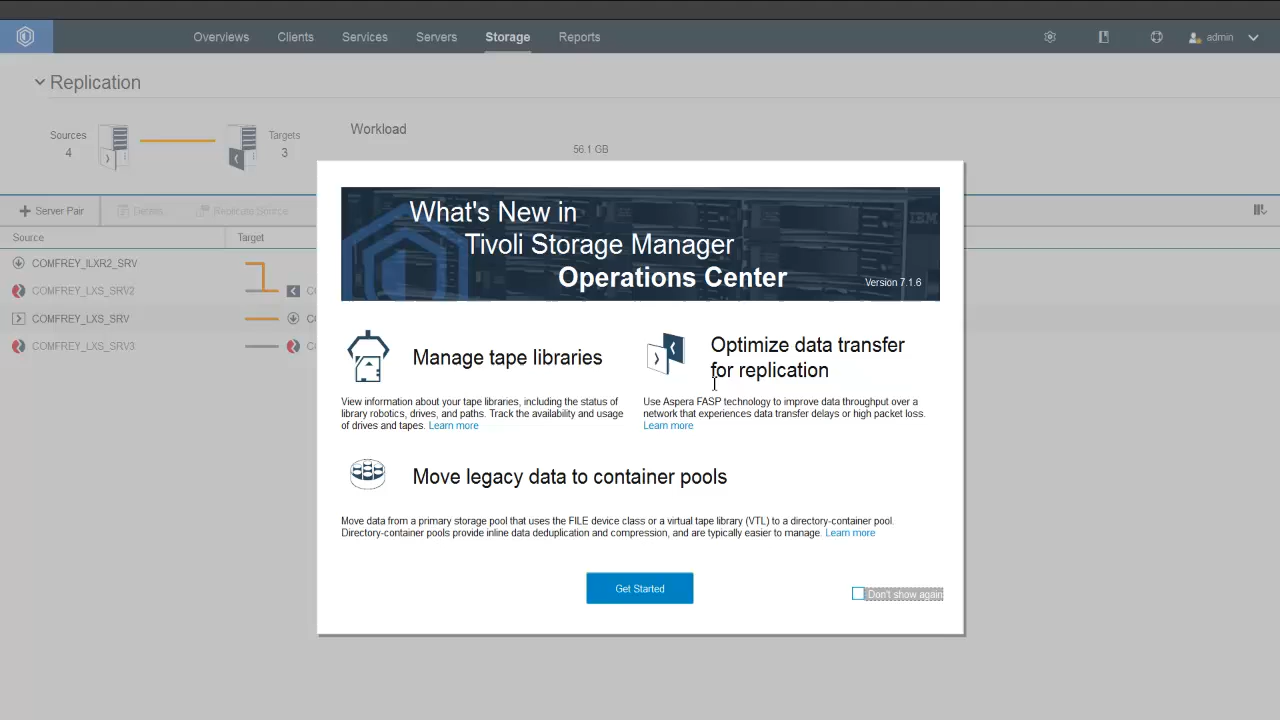 Overviews Clients Services Servers Storage Reports admin
Replication
Sources Targets Workload
4 3
56.1 GB
Server Pair Details Replicate Source
Source Target
COMFREY_ILXR2_SRV
COMFREY_LXS_SRV2
COMFREY_LXS_SRV
COMFREY_LXS_SRV3
What's New in
Tivoli Storage Manager
Operations Center
Version 7.1.6
IBM
Manage tape libraries
View information about your tape libraries, including the status of
library robotics, drives, and paths. Track the availability and usage
of drives and tapes. Learn more
Optimize data transfer
for replication
Use Aspera FASP technology to improve data throughput over a
network that experiences data transfer delays or high packet loss.
Learn more
Move legacy data to container pools
Move data from a primary storage pool that uses the FILE device class or a virtual tape library (VTL) to a directory-container pool.
Directory-container pools provide inline data deduplication and compression, and are typically easier to manage. Learn more
Get Started
Don't show again